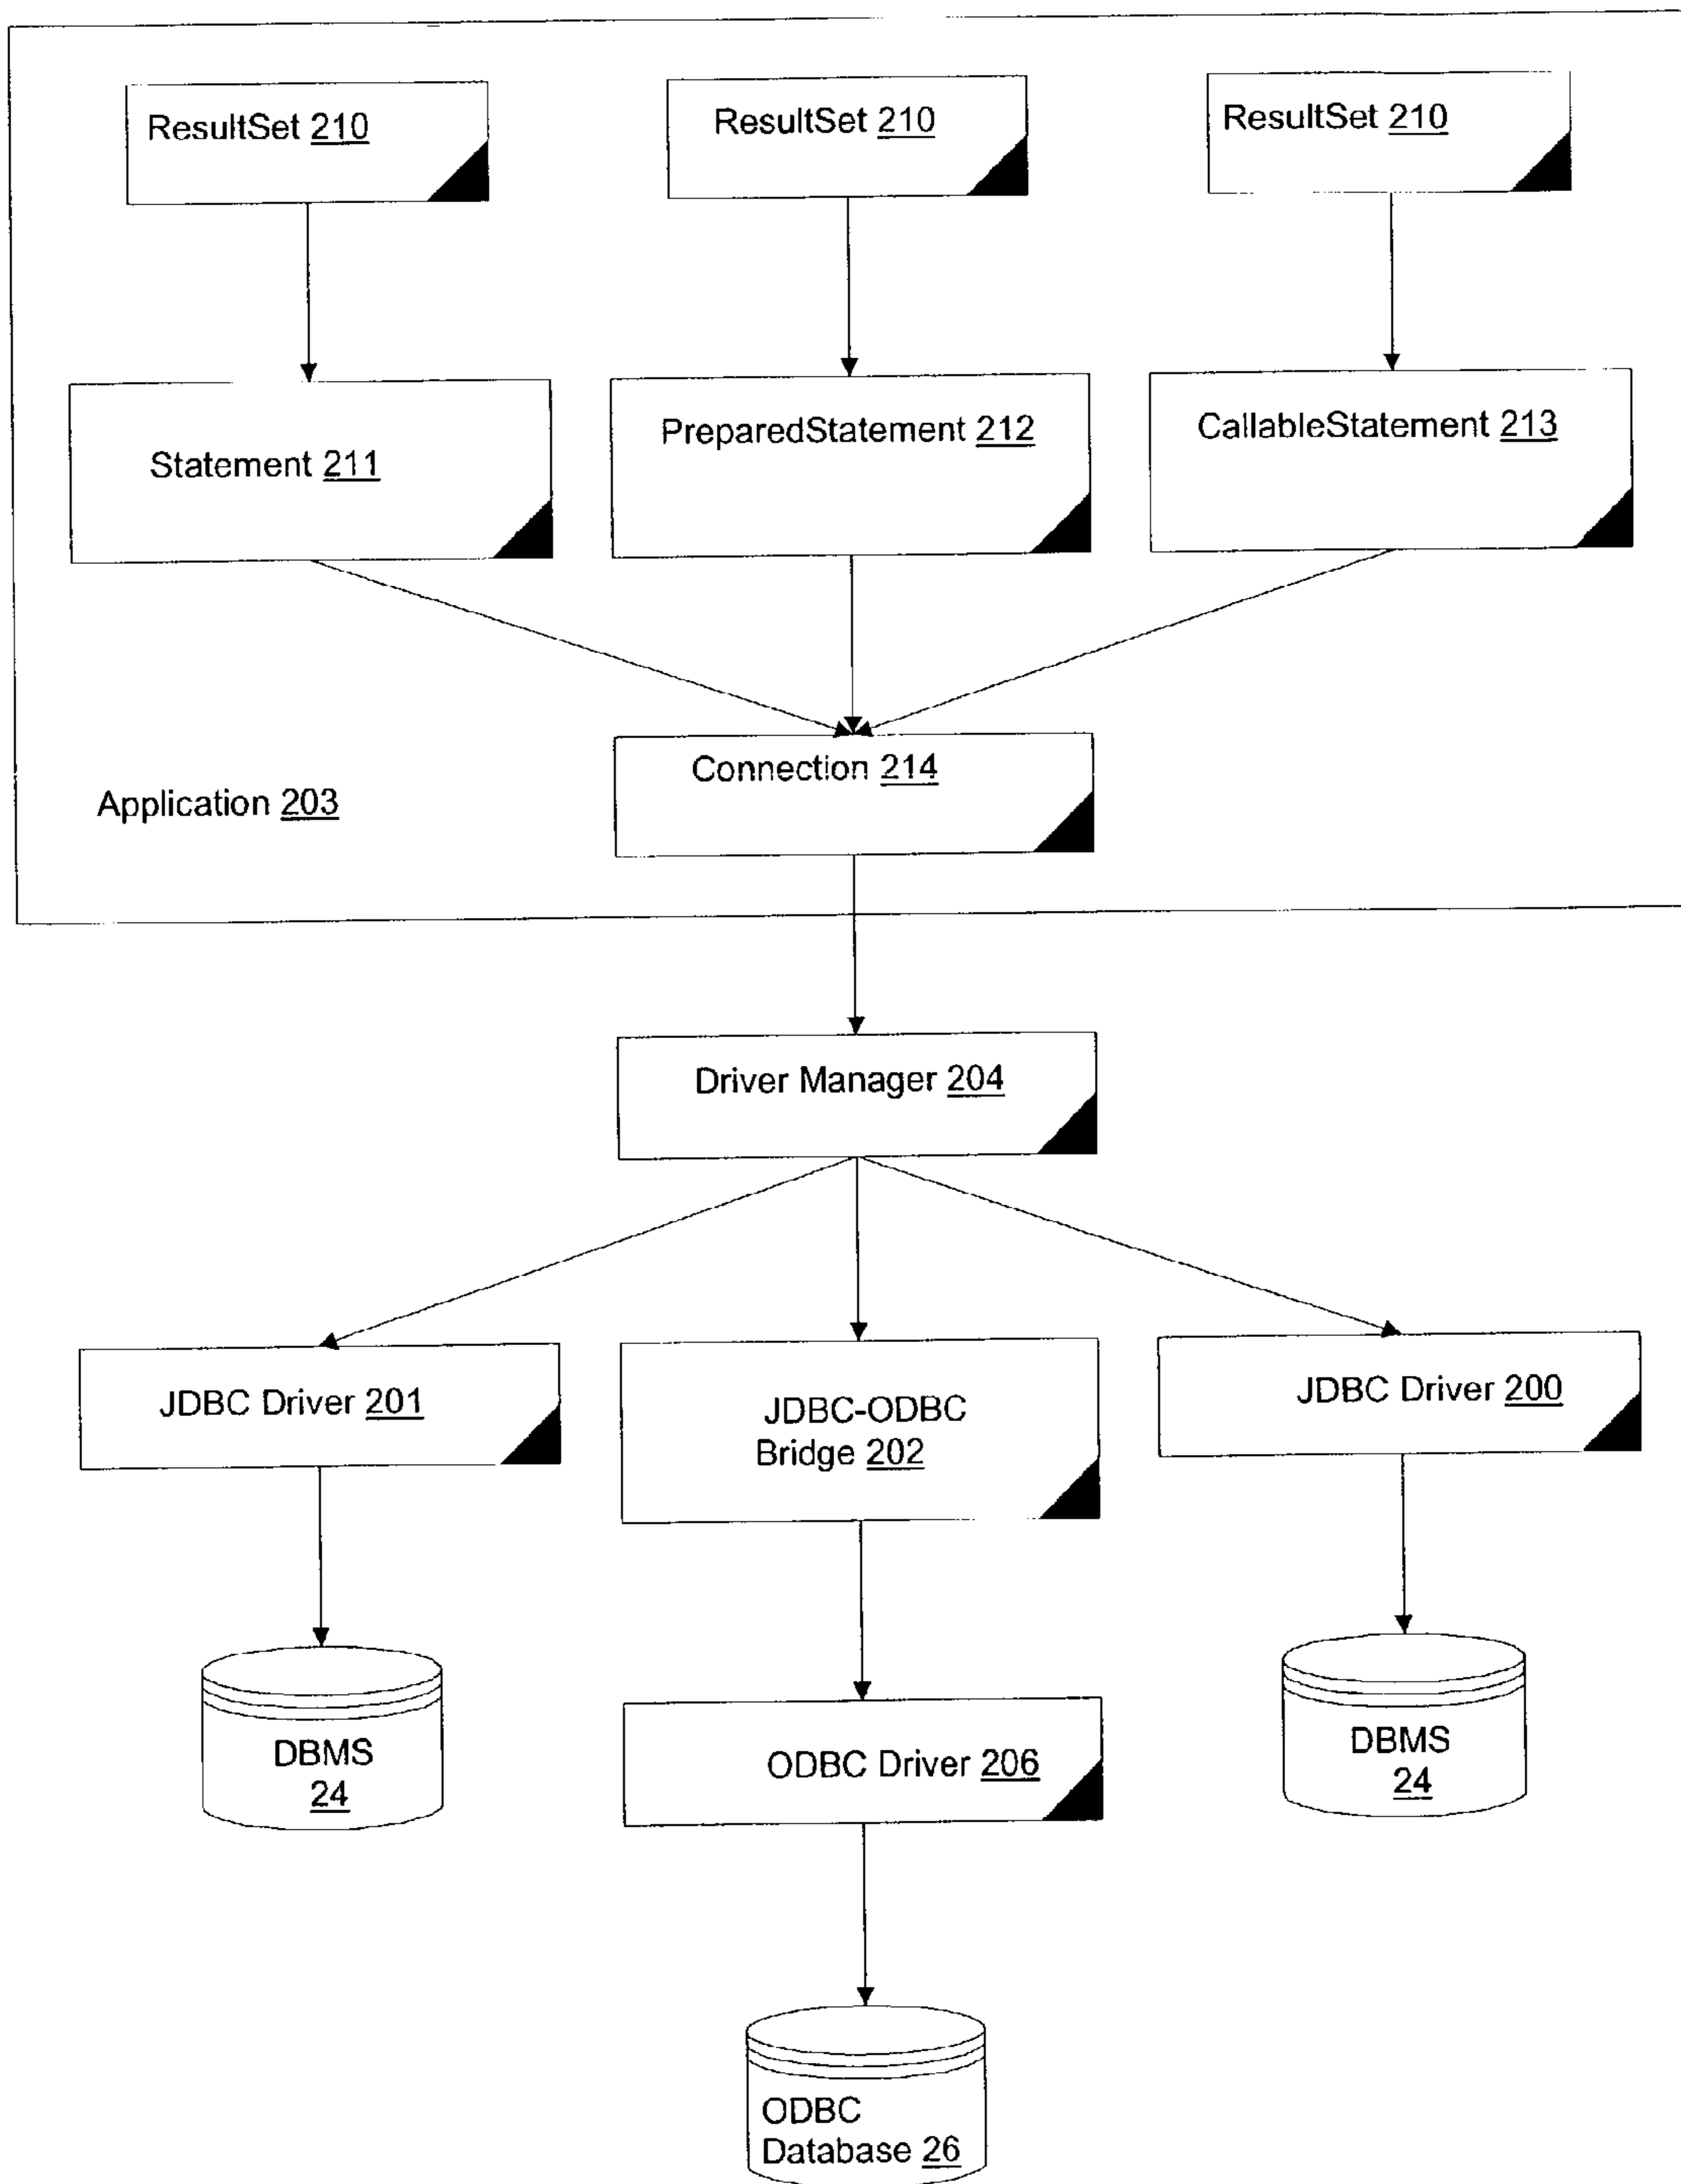 ResultSet 210
ResultSet 210
ResultSet 210
Statement 211
PreparedStatement 212
CallableStatement 213
Connection 214
Application 203
Driver Manager 204
JDBC Driver 201
JDBC-ODBC
Bridge 202
JDBC Driver 200
DBMS
24
ODBC Driver 206
DBMS
24
ODBC
Database 26